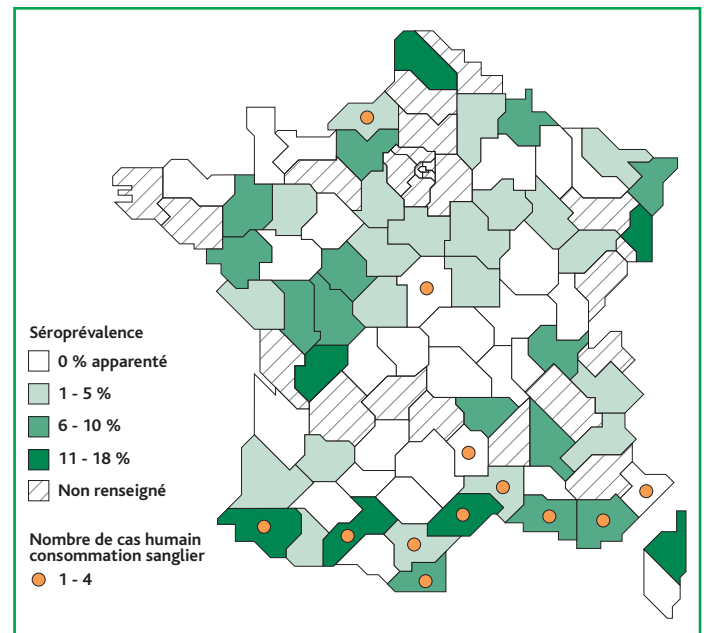 Séroprévalence
0 % apparenté
1 - 5 %
6 - 10 %
11 - 18 %
Non renseigné
Nombre de cas humain
consommation sanglier
1 - 4